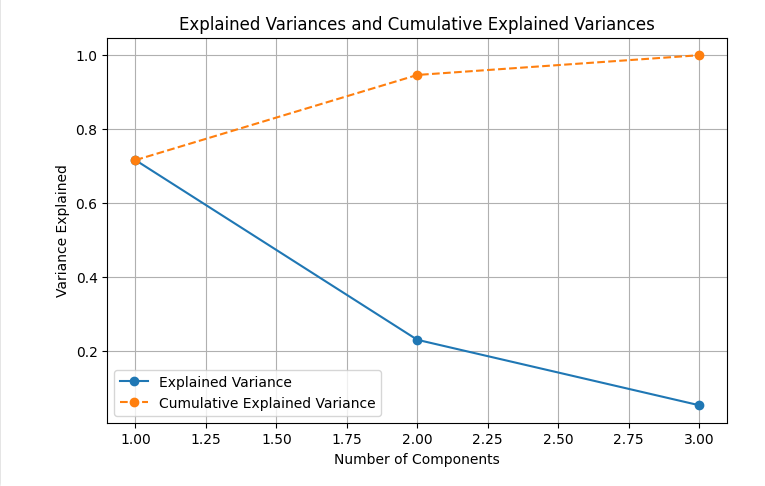 Explained Variances and Cumulative Explained Variances
1.0
0.8
0.6
0.4
0.2
Variance Explained
Explained Variance
Cumulative Explained Variance
1.00 1.25 1.50 1.75 2.00 2.25 2.50 2.75 3.00
Number of Components